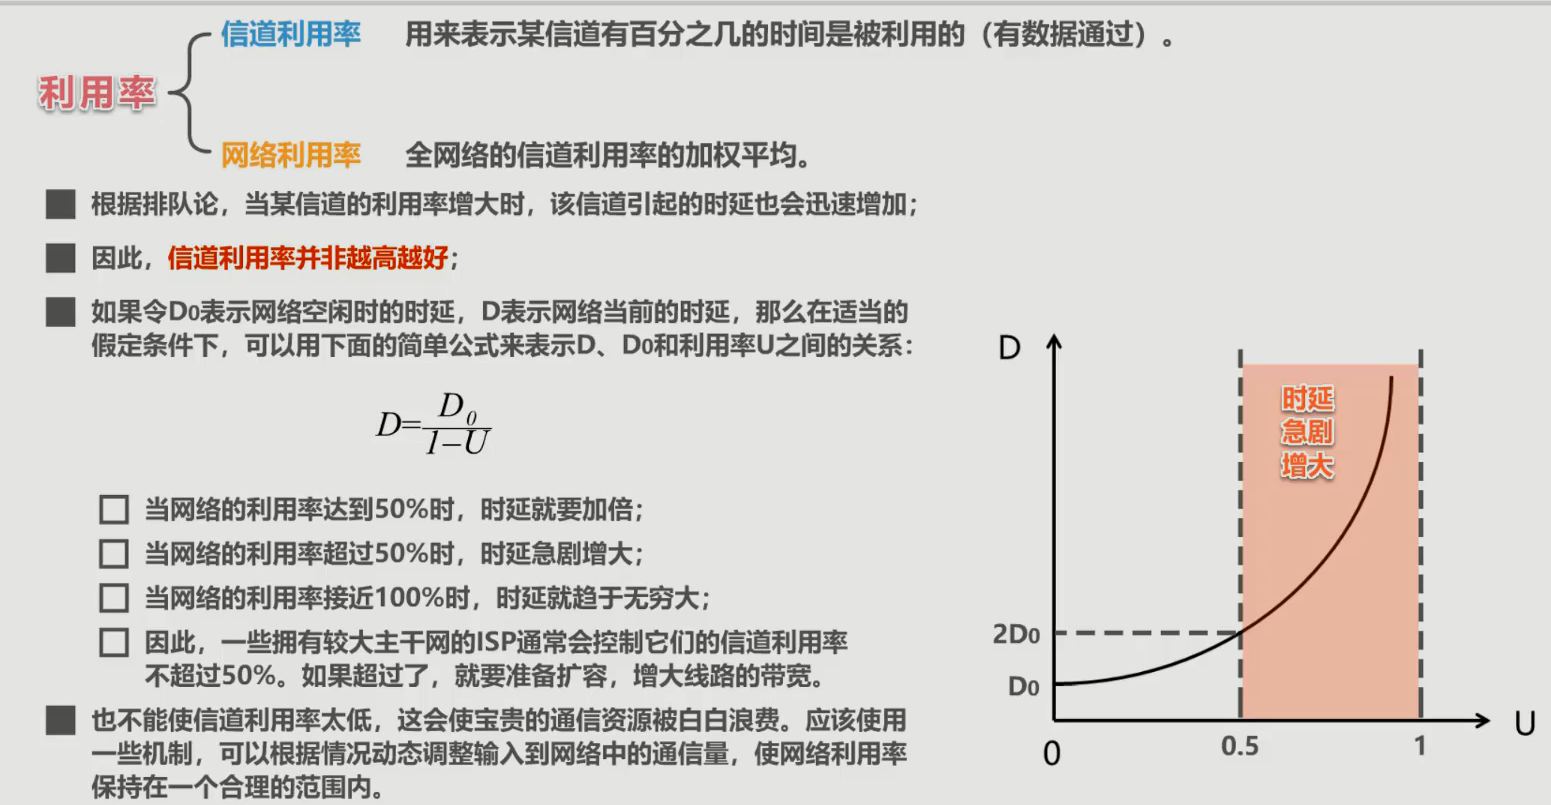 利用率
信道利用率 用来表示某信道有百分之几的时间是被利用的（有数据通过）。
网络利用率 全网络的信道利用率的加权平均。
根据排队论，当某信道的利用率增大时，该信道引起的时延也会迅速增加；
因此，信道利用率并非越高越好；
如果令D0表示网络空闲时的时延，D表示网络当前的时延，那么在适当的
假定条件下，可以用下面的简单公式来表示D、D0和利用率U之间的关系：
D=D0/1-U
当网络的利用率达到50%时，时延就要加倍；
当网络的利用率超过50%时，时延急剧增大；
当网络的利用率接近100%时，时延就趋于无穷大；
因此，一些拥有较大主干网的ISP通常会控制它们的信道利用率
不超过50%。如果超过了，就要准备扩容，增大线路的带宽。
也不能使信道利用率太低，这会使宝贵的通信资源被白白浪费。应该使用
一些机制，可以根据情况动态调整输入到网络中的通信量，使网络利用率
保持在一个合理的范围内。
D
时延
急剧
增大
2D0
D0
0
0.5
1
U